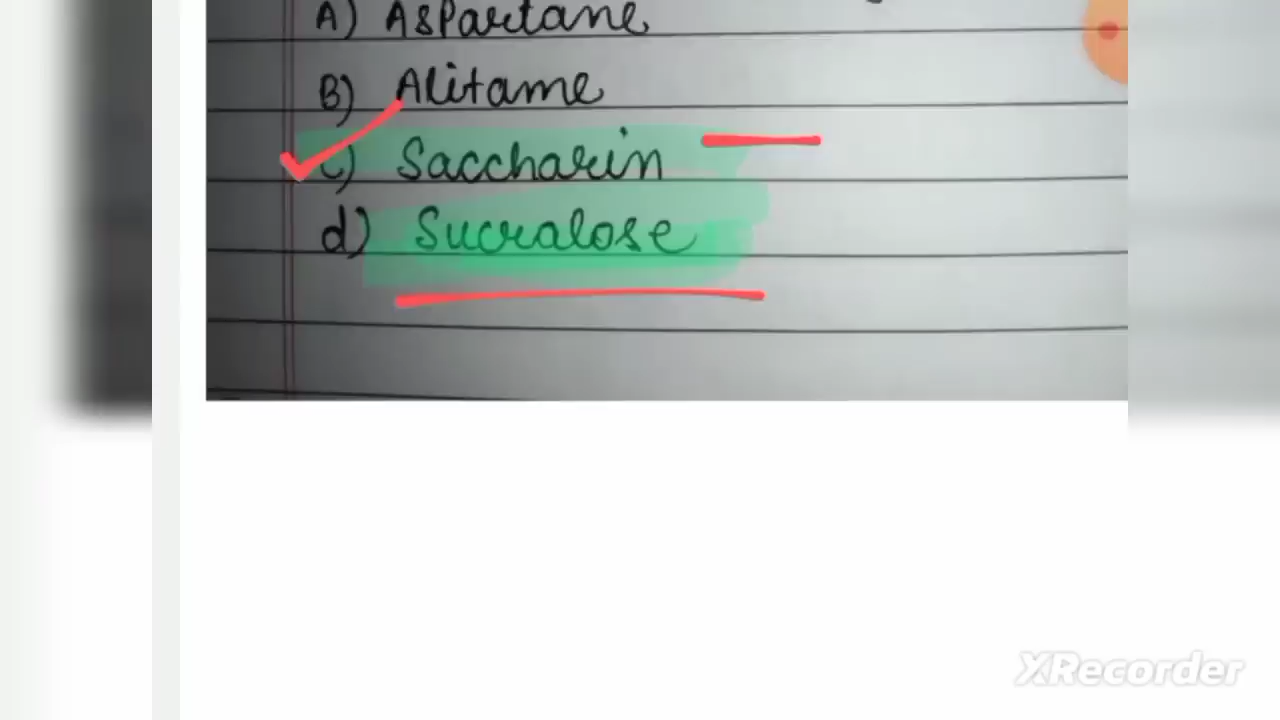 A) Aspartane
B) Alitame
c) Saccharin
d) Sucralose
XRecorder